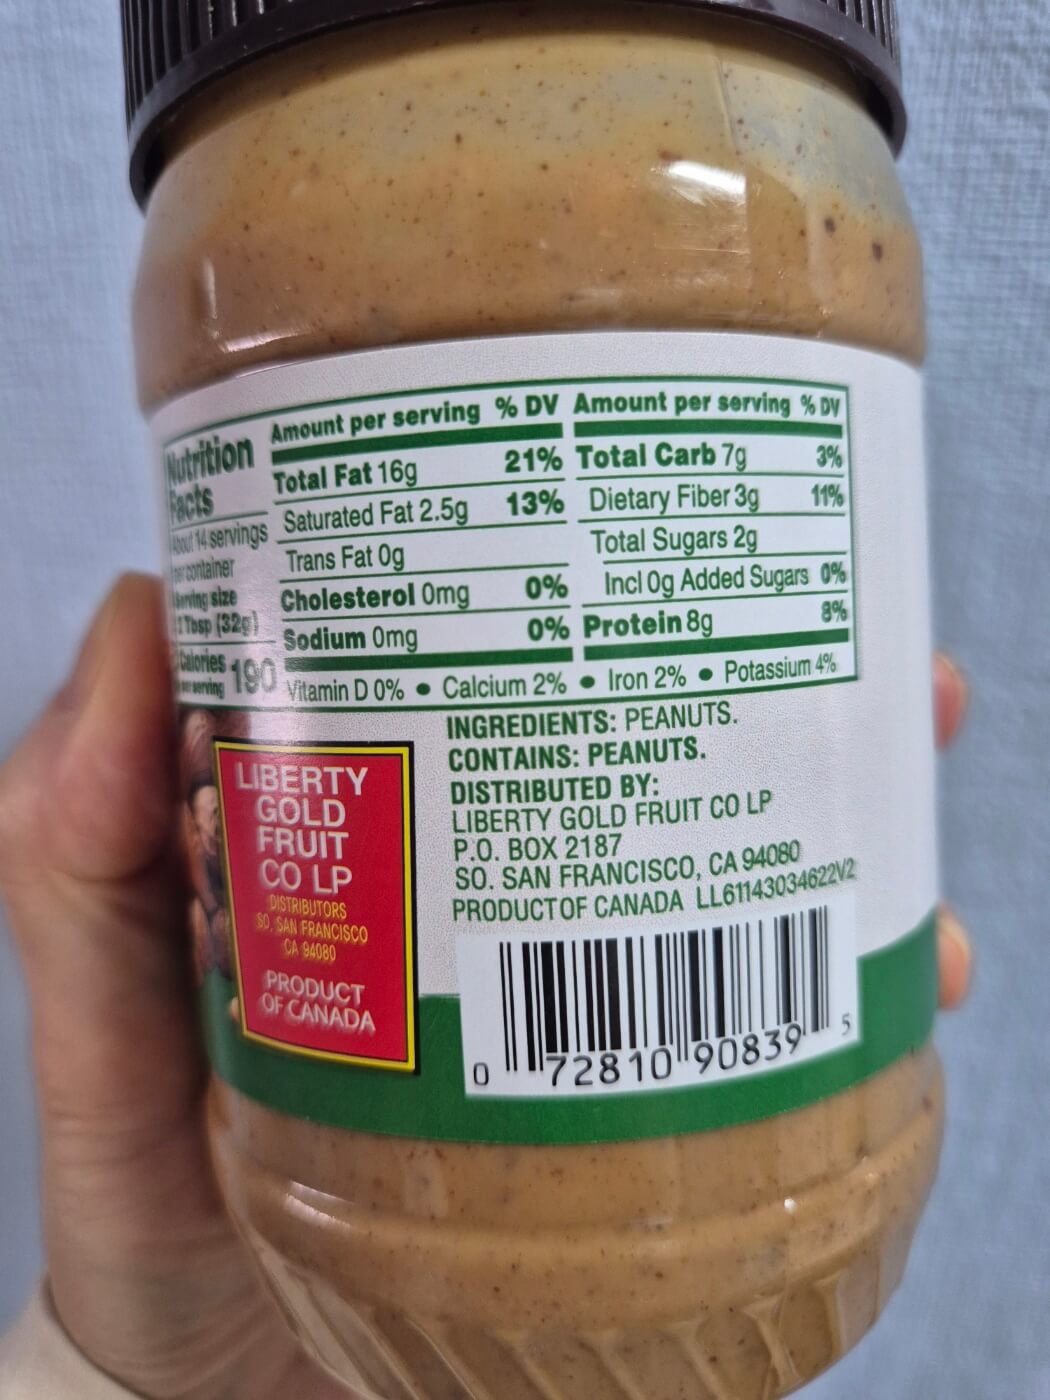 Nutrition
Facts
About 14 servings
per container
Serving size
2 Tbsp (32g)
Calories
per serving
190
Amount per serving % DV
Total Fat 16g 21%
Saturated Fat 2.5g 13%
Trans Fat 0g
Cholesterol 0mg 0%
Sodium 0mg 0%
Amount per serving % DV
Total Carb 7g 3%
Dietary Fiber 3g 11%
Total Sugars 2g
Incl 0g Added Sugars 0%
Protein 8g 8%
Vitamin D 0% • Calcium 2% • Iron 2% • Potassium 4%
LIBERTY
GOLD
FRUIT
CO LP
DISTRIBUTORS
SO. SAN FRANCISCO
CA 94080
PRODUCT
OF CANADA
INGREDIENTS: PEANUTS.
CONTAINS: PEANUTS.
DISTRIBUTED BY:
LIBERTY GOLD FRUIT CO LP
P.O. BOX 2187
SO. SAN FRANCISCO, CA 94080
PRODUCT OF CANADA LL61143034622V2
0 72810 90839 5